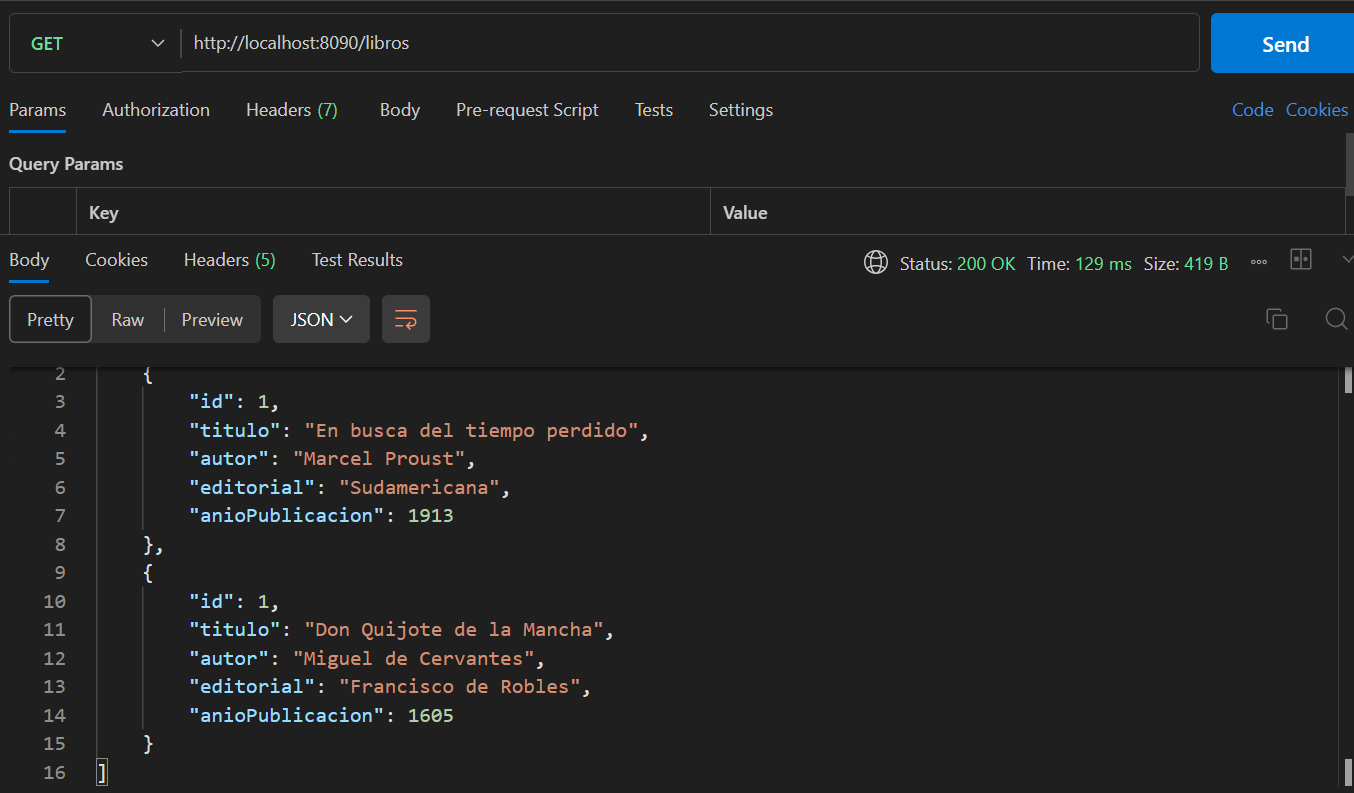 GET http://localhost:8090/libros Send
Params Authorization Headers (7) Body Pre-request Script Tests Settings Code Cookies
Query Params
Key Value
Body Cookies Headers (5) Test Results Status: 200 OK Time: 129 ms Size: 419 B
Pretty Raw Preview JSON
2 {
3 "id": 1,
4 "titulo": "En busca del tiempo perdido",
5 "autor": "Marcel Proust",
6 "editorial": "Sudamericana",
7 "anioPublicacion": 1913
8 },
9 {
10 "id": 1,
11 "titulo": "Don Quijote de la Mancha",
12 "autor": "Miguel de Cervantes",
13 "editorial": "Francisco de Robles",
14 "anioPublicacion": 1605
15 }
16 ]